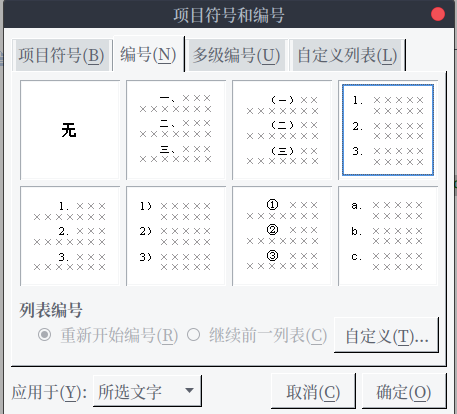 项目符号和编号
项目符号(B) 编号(N) 多级编号(U) 自定义列表(L)
无
一、×××
×××××××
二、×××
×××××××
三、×××
×××××××
(一)××
×××××××
(二)××
×××××××
(三)××
×××××××
1. ×××××
×××××
2. ×××××
×××××
3. ×××××
×××××
1. ×××
×××××××
2. ×××
×××××××
3. ×××
×××××××
1) ×××××
×××××
2) ×××××
×××××
3) ×××××
×××××
① ×××
×××××××
② ×××
×××××××
③ ×××
×××××××
a. ×××××
×××××
b. ×××××
×××××
c. ×××××
×××××
列表编号
重新开始编号(R) 继续前一列表(C) 自定义(T)...
应用于(Y): 所选文字 取消(C) 确定(O)